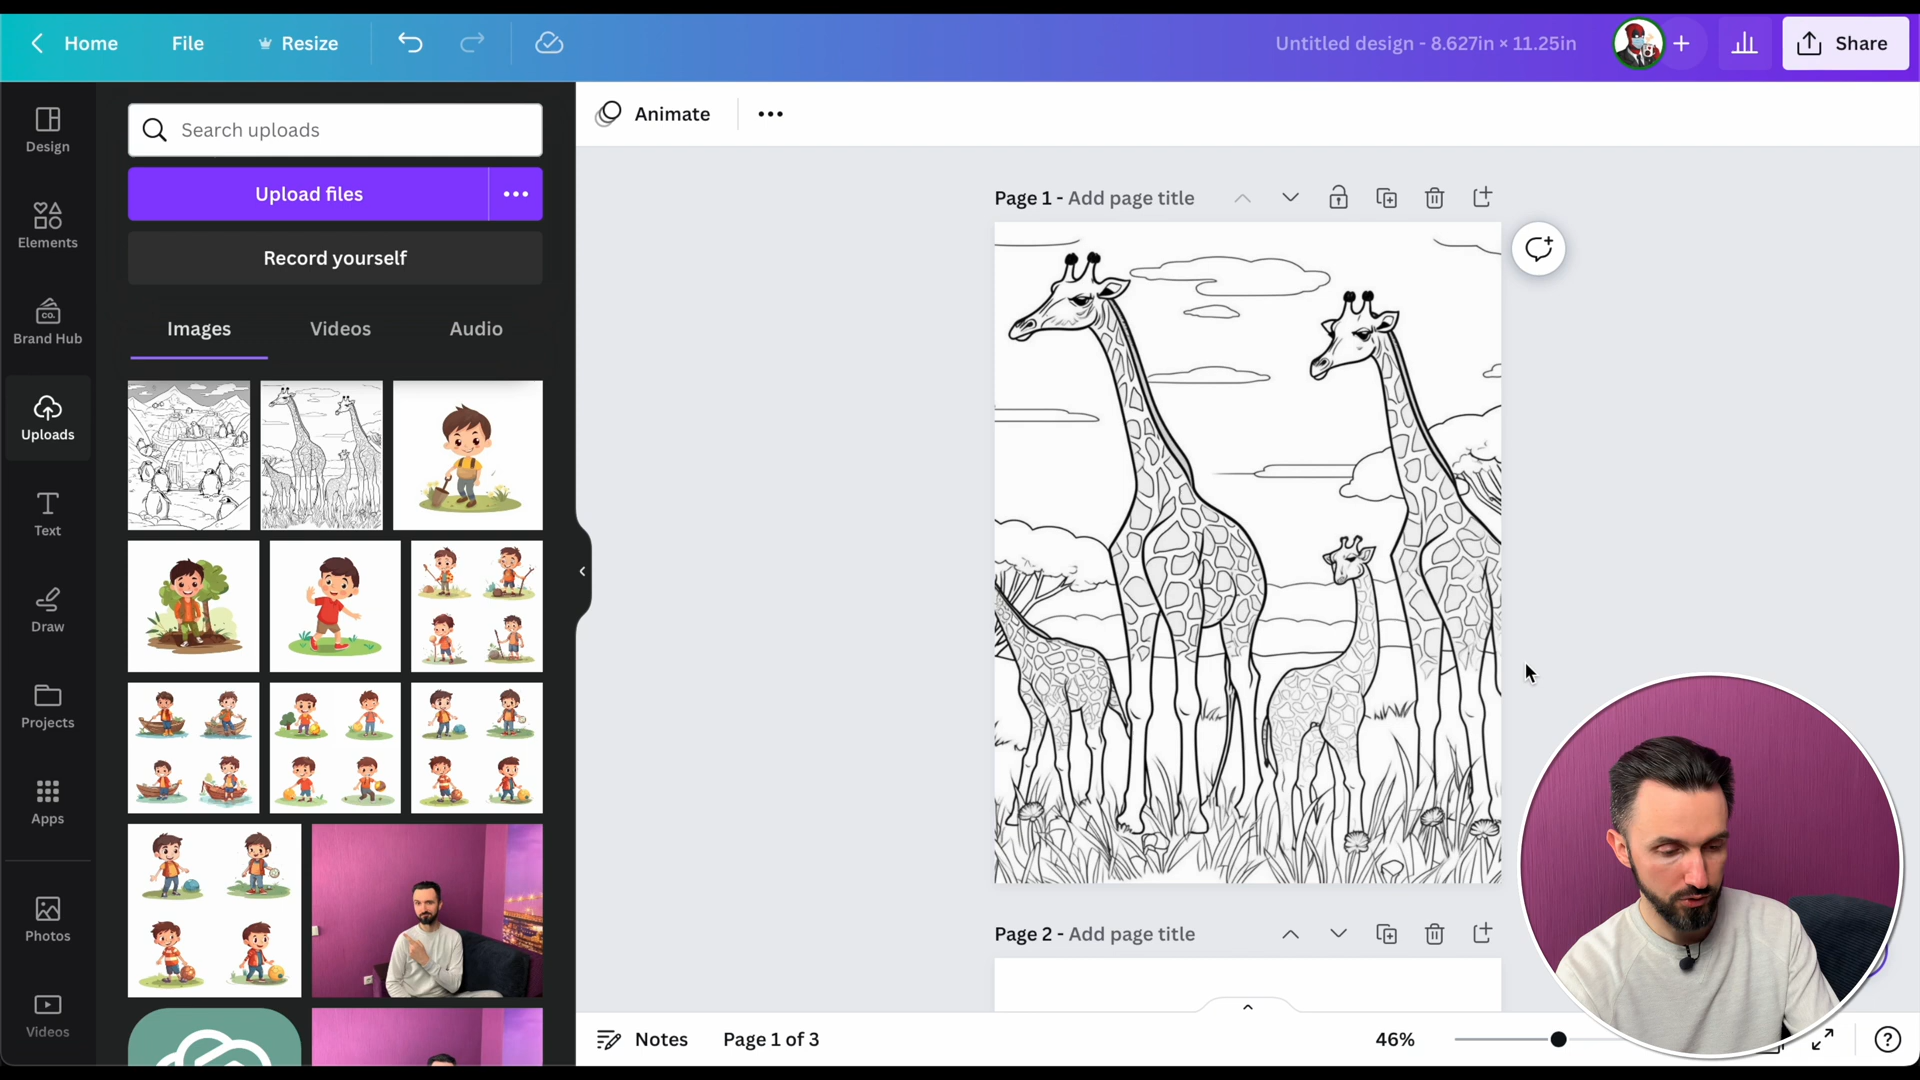 Home File Resize Untitled design - 8.627in × 11.25in Share
Design
Elements
Brand Hub
CO.
Uploads
Text
Draw
Projects
Apps
Photos
Videos
Search uploads
Upload files
Record yourself
Images Videos Audio
Animate
Page 1 - Add page title
Page 2 - Add page title
Notes Page 1 of 3 46%